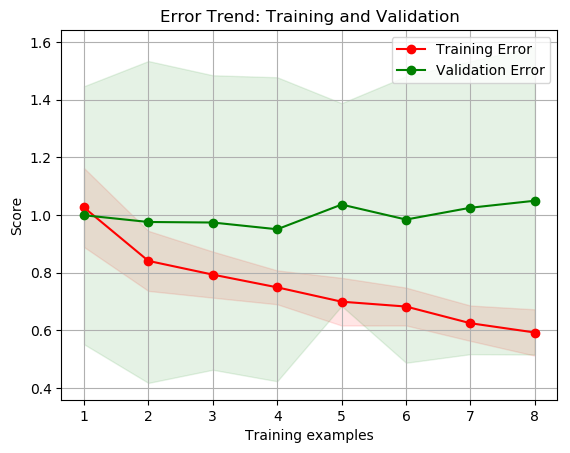 Error Trend: Training and Validation
Training Error
Validation Error
Score
1.6
1.4
1.2
1.0
0.8
0.6
0.4
1 2 3 4 5 6 7 8
Training examples